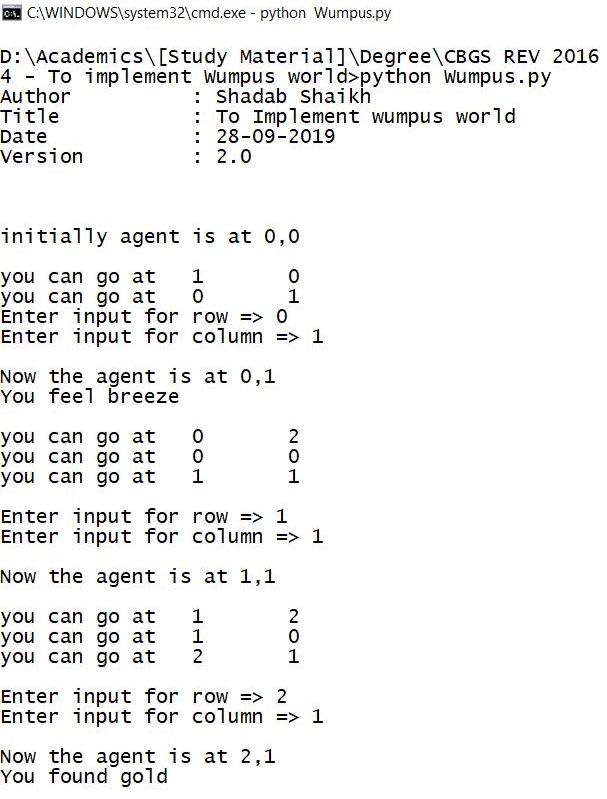 C:\WINDOWS\system32\cmd.exe - python  Wumpus.py
D:\Academics\[Study Material]\Degree\CBGS REV 2016
4 - To implement Wumpus world>python Wumpus.py
Author          : Shadab Shaikh
Title           : To Implement wumpus world
Date            : 28-09-2019
Version         : 2.0
initially agent is at 0,0
you can go at   1       0
you can go at   0       1
Enter input for row => 0
Enter input for column => 1
Now the agent is at 0,1
You feel breeze
you can go at   0       2
you can go at   0       0
you can go at   1       1
Enter input for row => 1
Enter input for column => 1
Now the agent is at 1,1
you can go at   1       2
you can go at   1       0
you can go at   2       1
Enter input for row => 2
Enter input for column => 1
Now the agent is at 2,1
You found gold